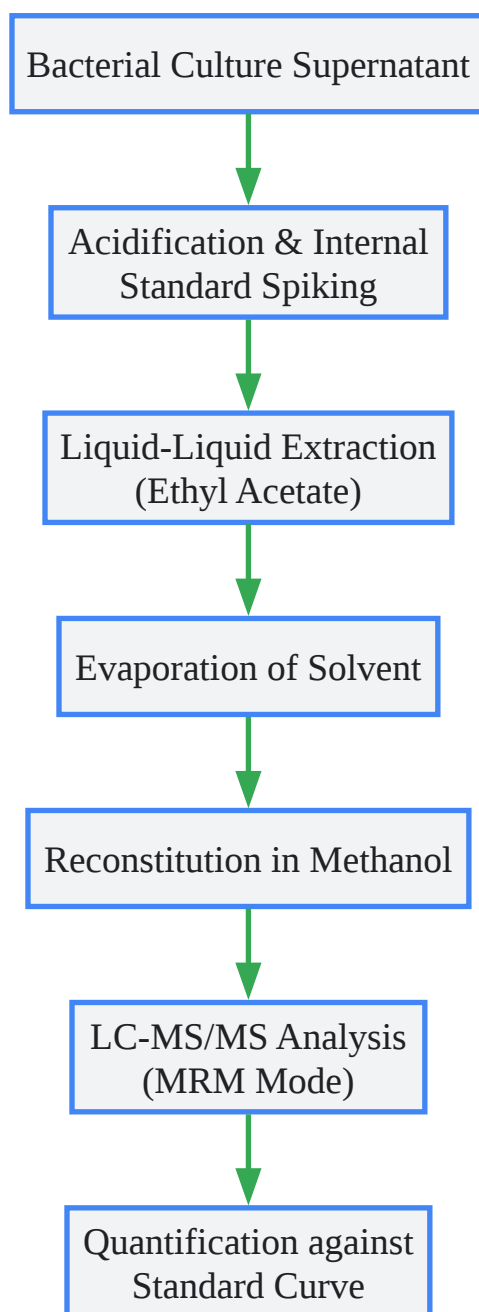 Bacterial Culture Supernatant
Acidification & Internal
Standard Spiking
Liquid-Liquid Extraction
(Ethyl Acetate)
Evaporation of Solvent
Reconstitution in Methanol
LC-MS/MS Analysis
(MRM Mode)
Quantification against
Standard Curve